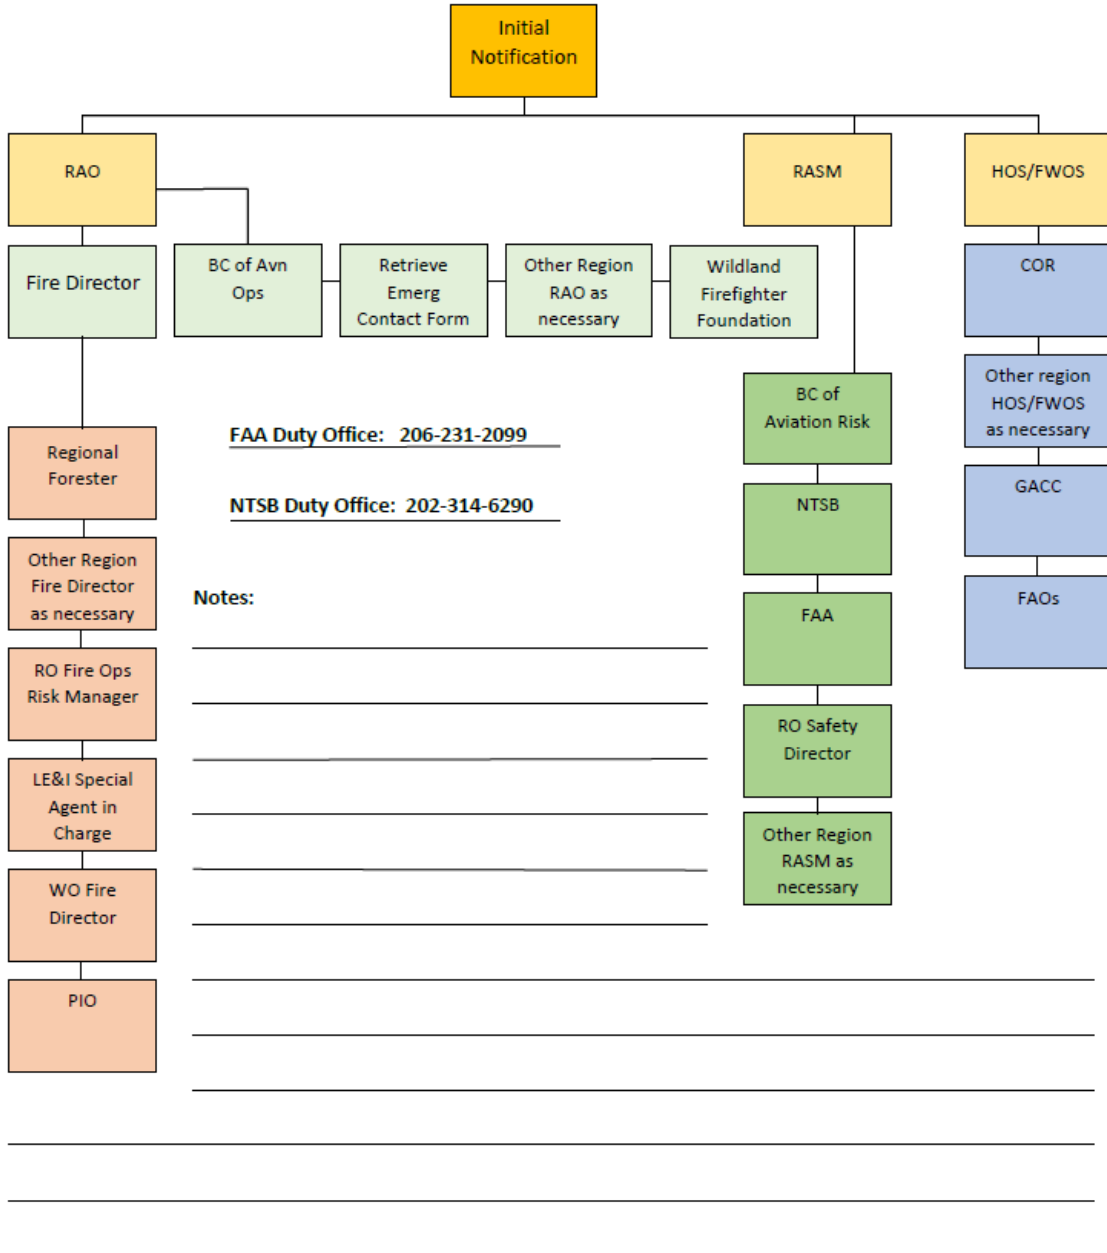 Initial
Notification
RAO
RASM
HOS/FWOS
Fire Director
BC of Avn
Ops
Retrieve
Emerg
Contact Form
Other Region
RAO as
necessary
Wildland
Firefighter
Foundation
COR
Other region
HOS/FWOS
as necessary
GACC
FAOs
BC of
Aviation Risk
NTSB
FAA
RO Safety
Director
Other Region
RASM as
necessary
Regional
Forester
Other Region
Fire Director
as necessary
RO Fire Ops
Risk Manager
LE&I Special
Agent in
Charge
WO Fire
Director
PIO
FAA Duty Office: 206-231-2099
NTSB Duty Office: 202-314-6290
Notes: